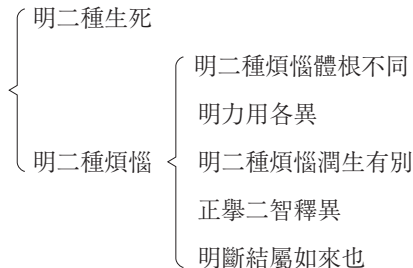 明二種生死
明二種煩惱
明二種煩惱體根不同
明力用各異
明二種煩惱潤生有別
正擧二智釋異
明斷結屬如來也